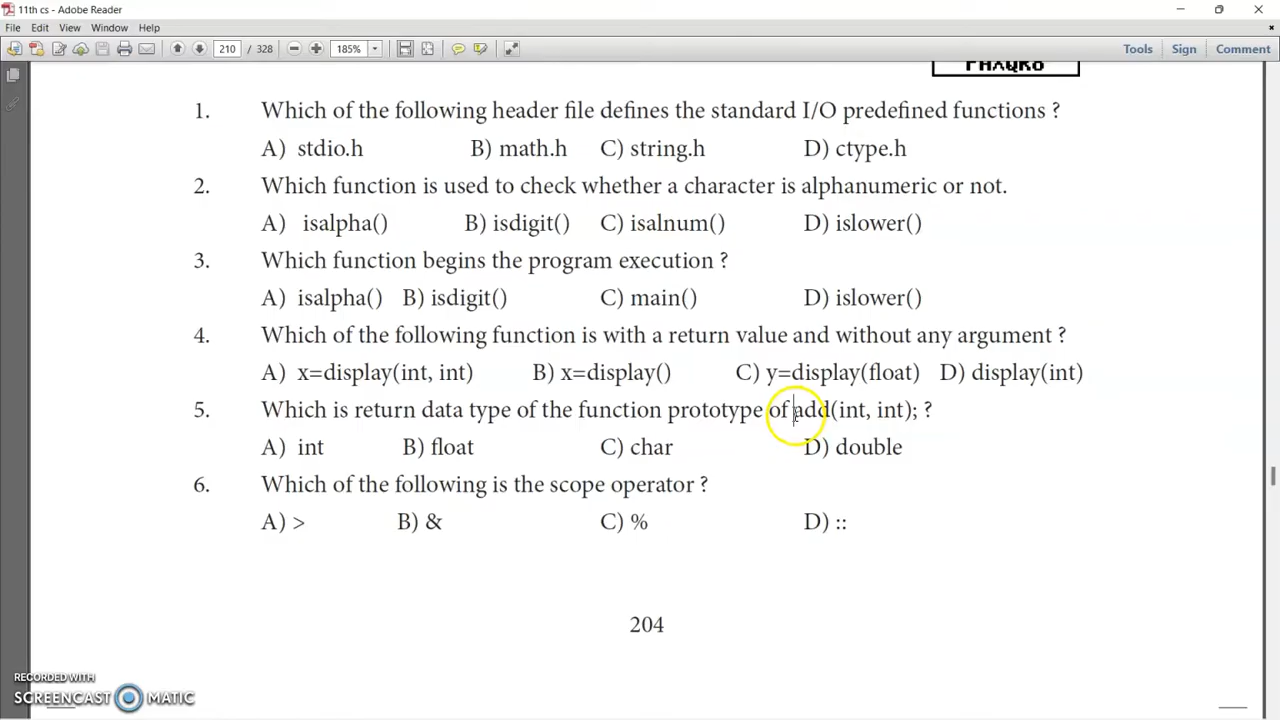 11th cs - Adobe Reader
File Edit View Window Help
210 / 328 185% Tools Sign Comment
1. Which of the following header file defines the standard I/O predefined functions ?
A) stdio.h B) math.h C) string.h D) ctype.h
2. Which function is used to check whether a character is alphanumeric or not.
A) isalpha() B) isdigit() C) isalnum() D) islower()
3. Which function begins the program execution ?
A) isalpha() B) isdigit() C) main() D) islower()
4. Which of the following function is with a return value and without any argument ?
A) x=display(int, int) B) x=display() C) y=display(float) D) display(int)
5. Which is return data type of the function prototype of add(int, int); ?
A) int B) float C) char D) double
6. Which of the following is the scope operator ?
A) > B) & C) % D) ::
204
RECORDED WITH
SCREENCAST MATIC